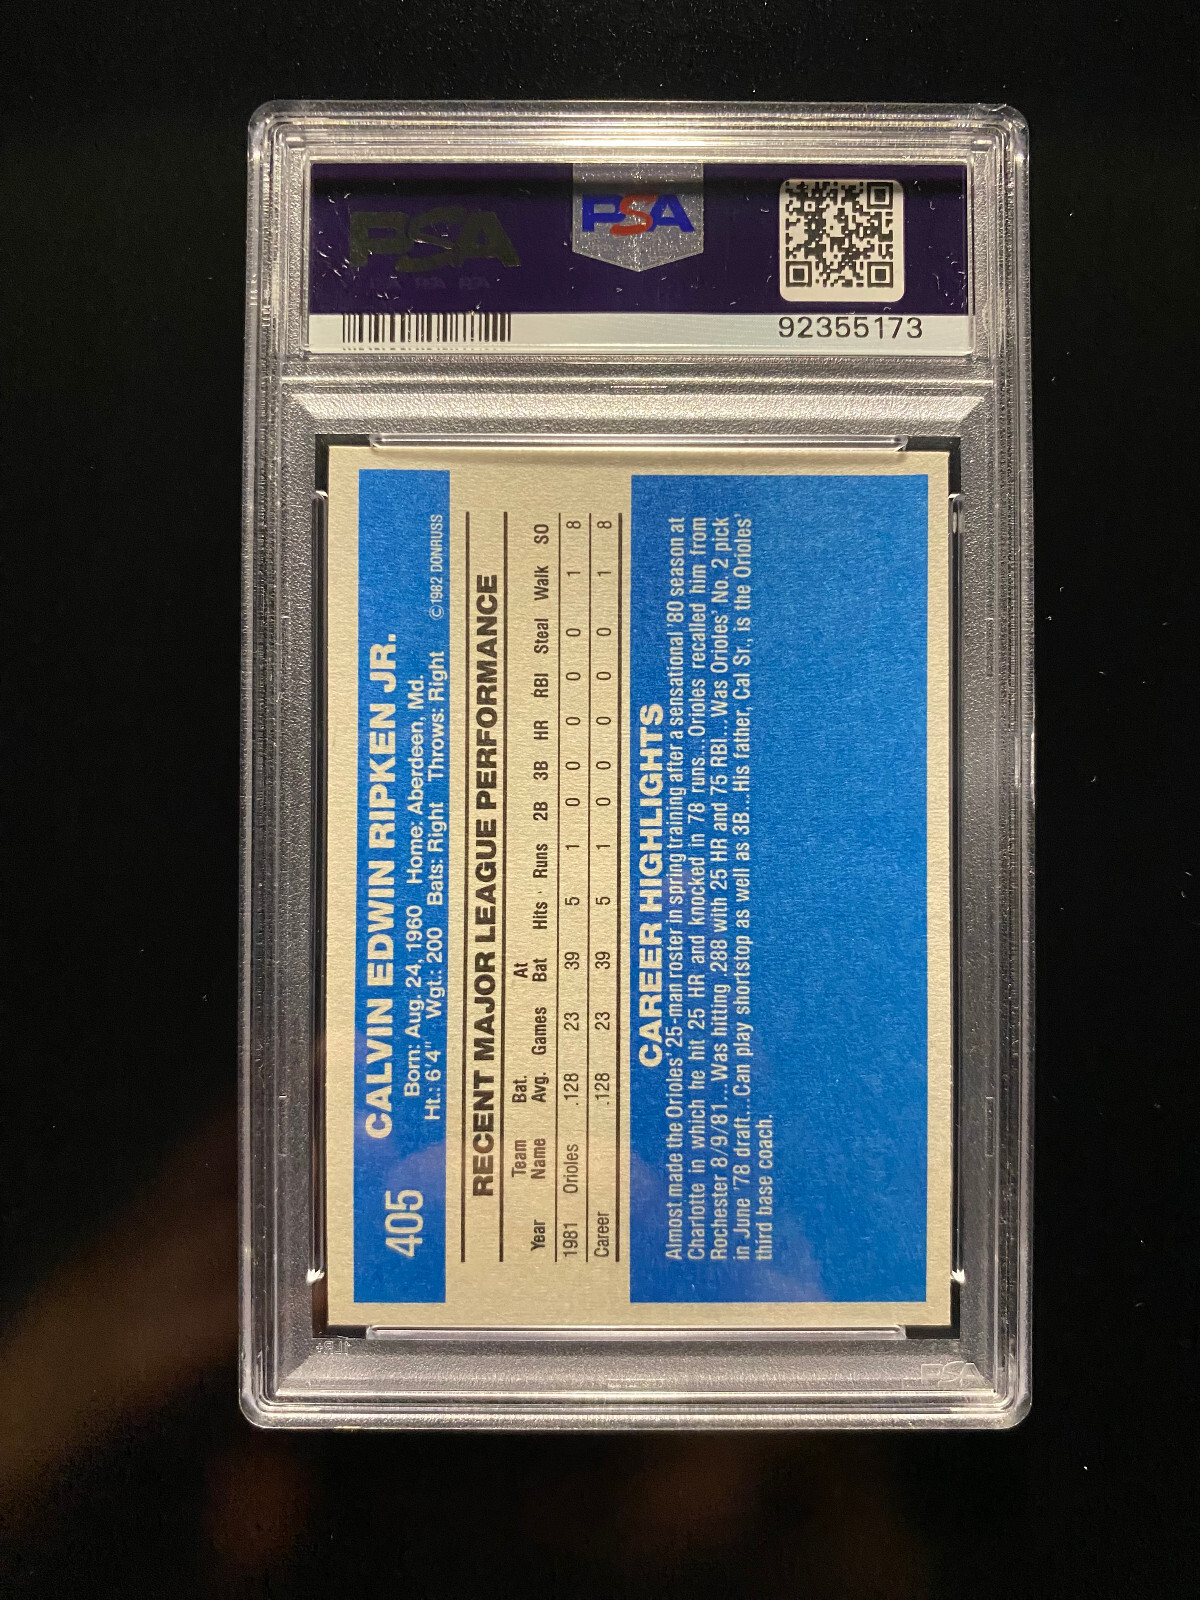 PSA
PSA
92355173
405
CALVIN EDWIN RIPKEN JR.
Born: Aug. 24, 1960 Home: Aberdeen, Md.
Ht.: 6'4" Wgt.: 200 Bats: Right Throws: Right ©1982 DONRUSS
RECENT MAJOR LEAGUE PERFORMANCE
Year Team Name Bat. Avg. Games At Bat Hits Runs 2B 3B HR RBI Steal Walk SO
1981 Orioles .128 23 39 5 1 0 0 0 0 0 1 8
Career .128 23 39 5 1 0 0 0 0 0 1 8
CAREER HIGHLIGHTS
Almost made the Orioles' 25-man roster in spring training after a sensational '80 season at
Charlotte in which he hit 25 HR and knocked in 78 runs...Orioles recalled him from
Rochester 8/9/81...Was hitting .288 with 25 HR and 75 RBI...Was Orioles' No. 2 pick
in June '78 draft...Can play shortstop as well as 3B...His father, Cal Sr., is the Orioles'
third base coach.
PSA